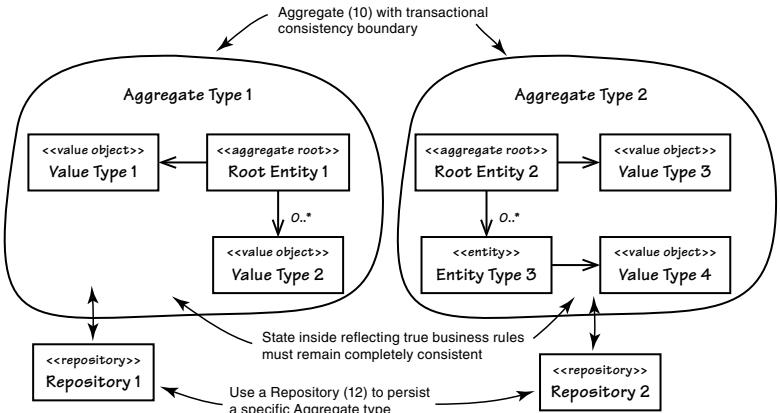 Aggregate (10) with transactional
consistency boundary
Aggregate Type 1
<<value object>>
Value Type 1
<<aggregate root>>
Root Entity 1
0..*
<<value object>>
Value Type 2
Aggregate Type 2
<<aggregate root>>
Root Entity 2
<<value object>>
Value Type 3
0..*
<<entity>>
Entity Type 3
<<value object>>
Value Type 4
State inside reflecting true business rules
must remain completely consistent
<<repository>>
Repository 1
<<repository>>
Repository 2
Use a Repository (12) to persist
a specific Aggregate type